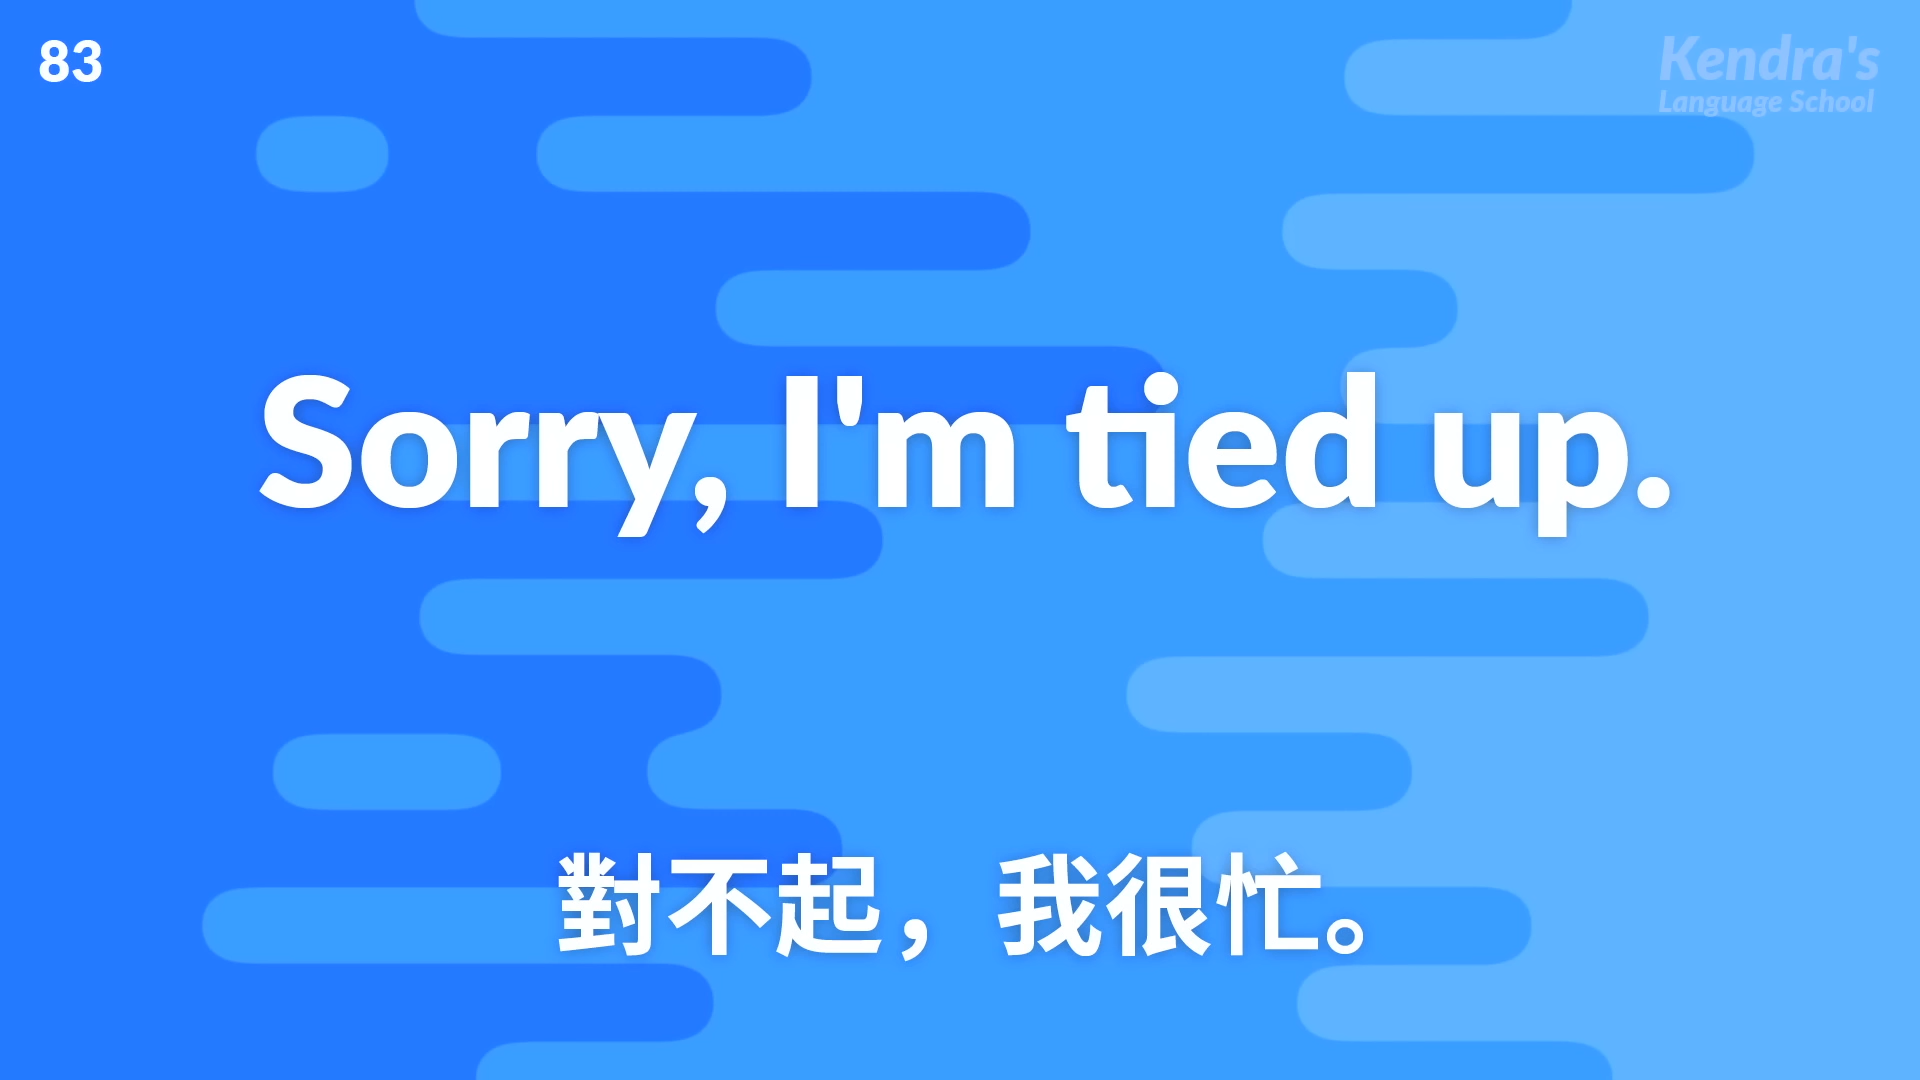 83
Kendra's
Language School
Sorry, I'm tied up.
對不起，我很忙。